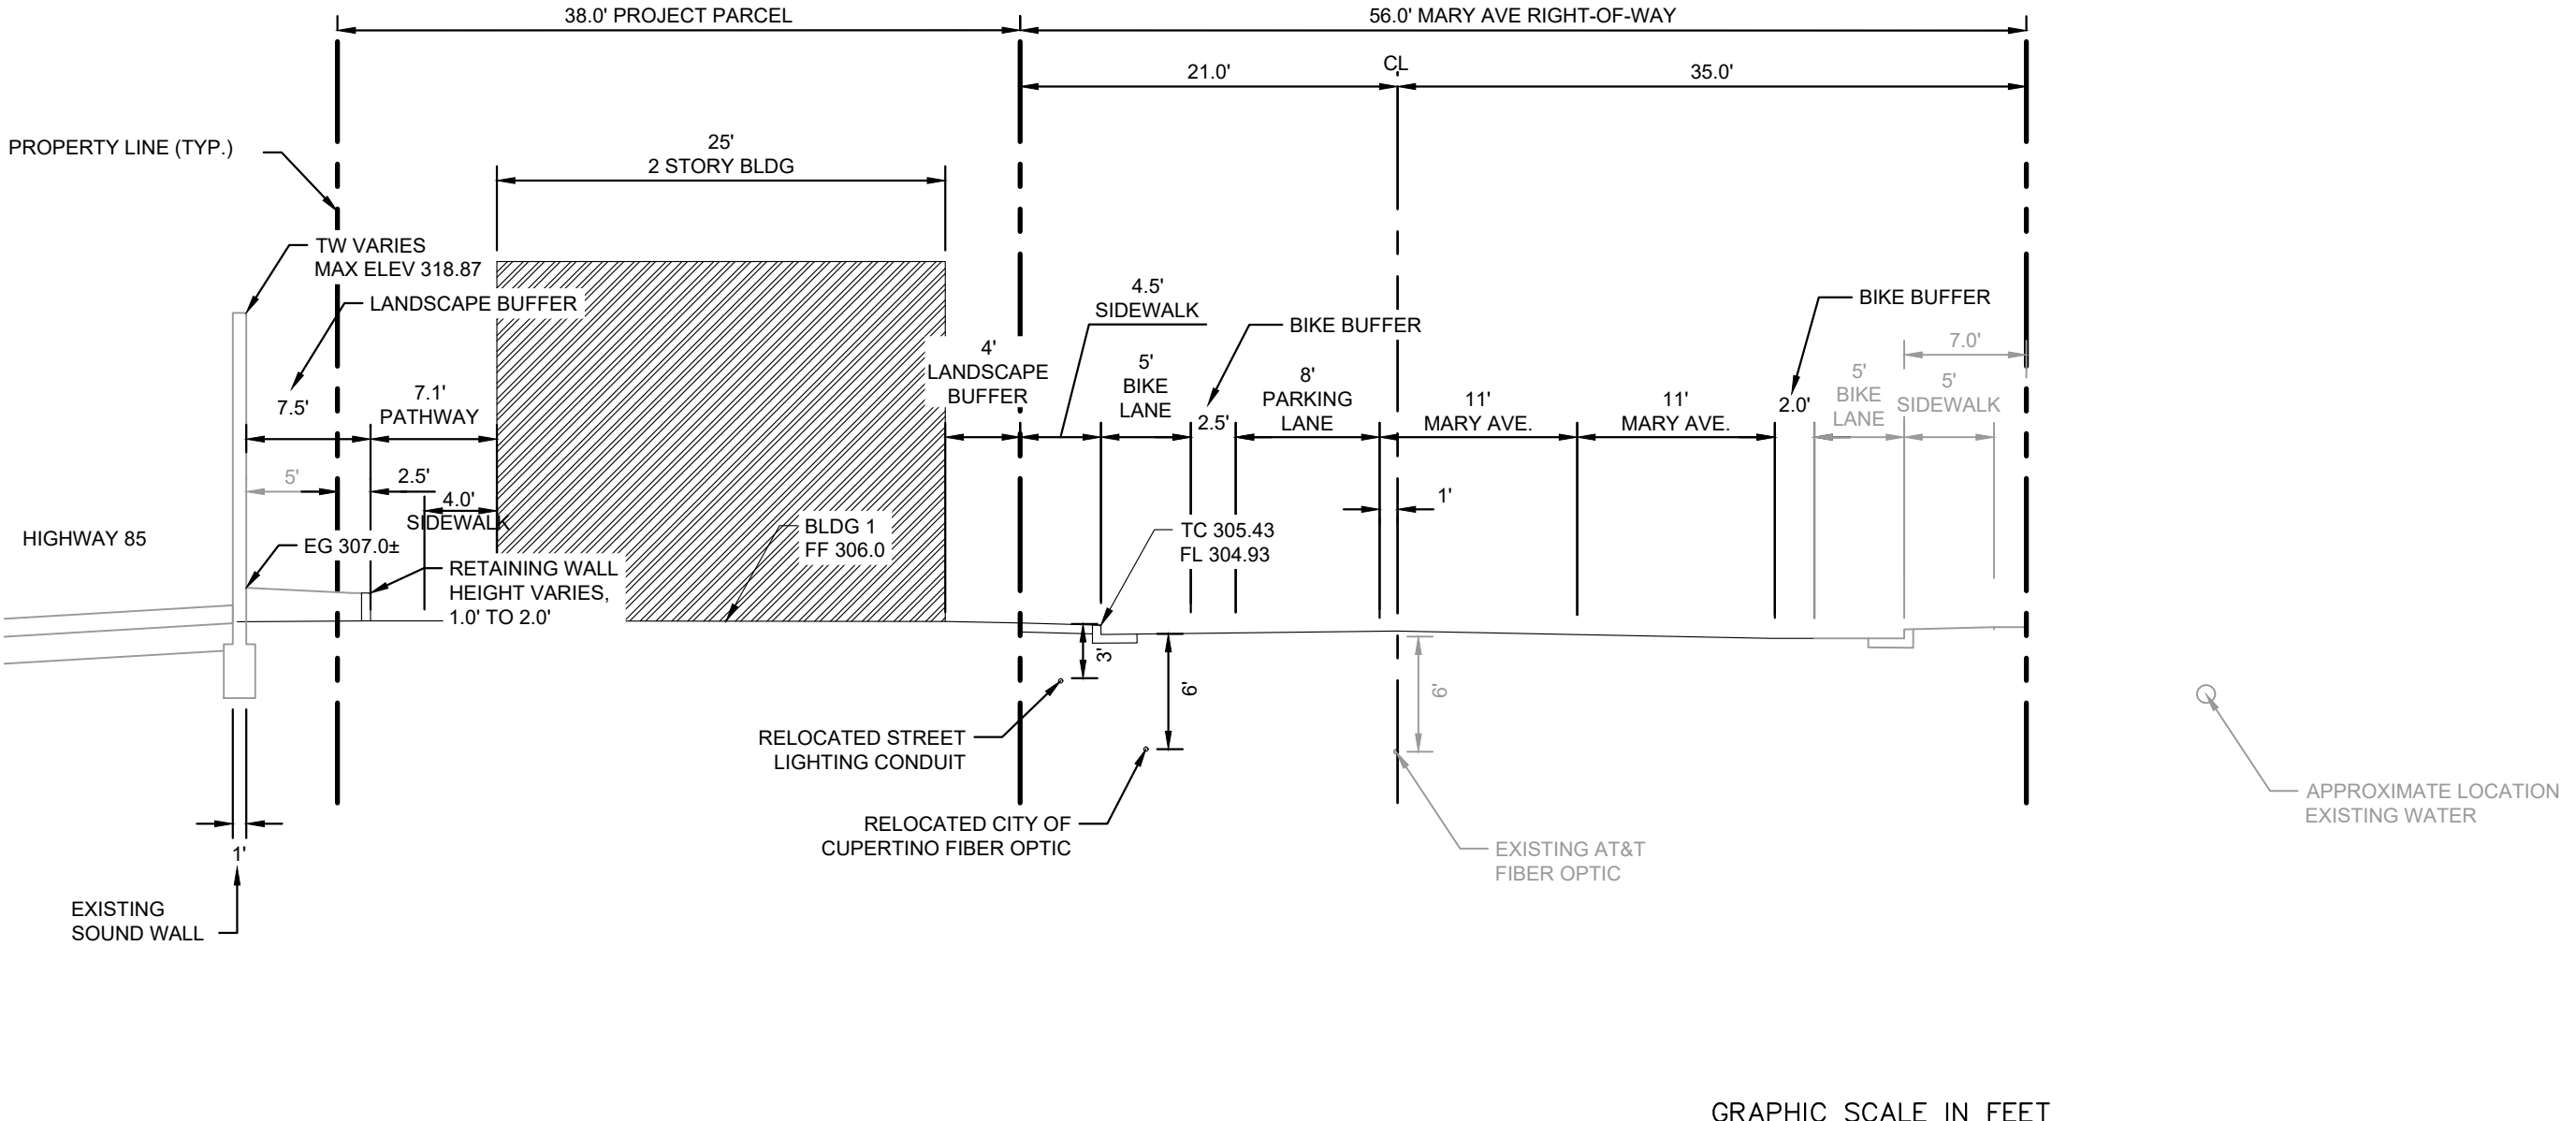 38.0' PROJECT PARCEL
56.0' MARY AVE RIGHT-OF-WAY
21.0'
CL
35.0'
PROPERTY LINE (TYP.)
25'
2 STORY BLDG
TW VARIES
MAX ELEV 318.87
LANDSCAPE BUFFER
7.5'
7.1'
PATHWAY
5'
2.5'
4.0'
SIDEWALK
HIGHWAY 85
EG 307.0±
RETAINING WALL
HEIGHT VARIES,
1.0' TO 2.0'
BLDG 1
FF 306.0
4'
LANDSCAPE
BUFFER
4.5'
SIDEWALK
5'
BIKE
LANE
BIKE BUFFER
2.5'
8'
PARKING
LANE
11'
MARY AVE.
11'
MARY AVE.
BIKE BUFFER
2.0'
5'
BIKE
LANE
7.0'
5'
SIDEWALK
1'
TC 305.43
FL 304.93
3'
6'
6'
RELOCATED STREET
LIGHTING CONDUIT
RELOCATED CITY OF
CUPERTINO FIBER OPTIC
EXISTING AT&T
FIBER OPTIC
APPROXIMATE LOCATION
EXISTING WATER
1'
EXISTING
SOUND WALL
GRAPHIC SCALE IN FEET